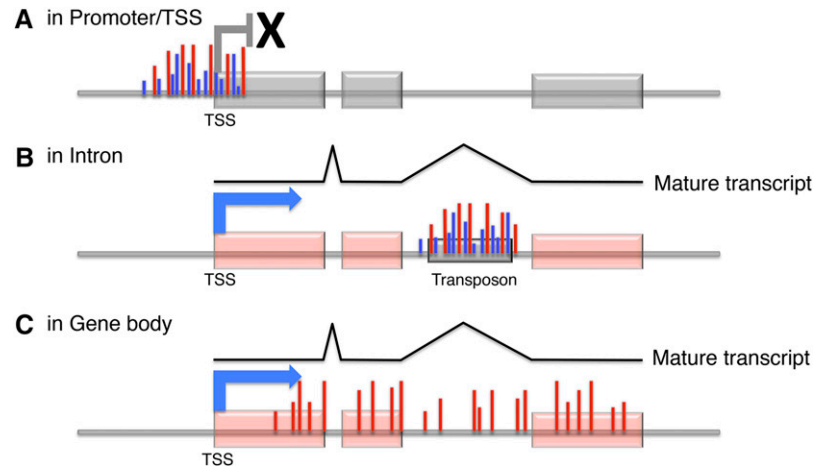 A in Promoter/TSS
X
TSS
B in Intron
Mature transcript
TSS
Transposon
C in Gene body
Mature transcript
TSS